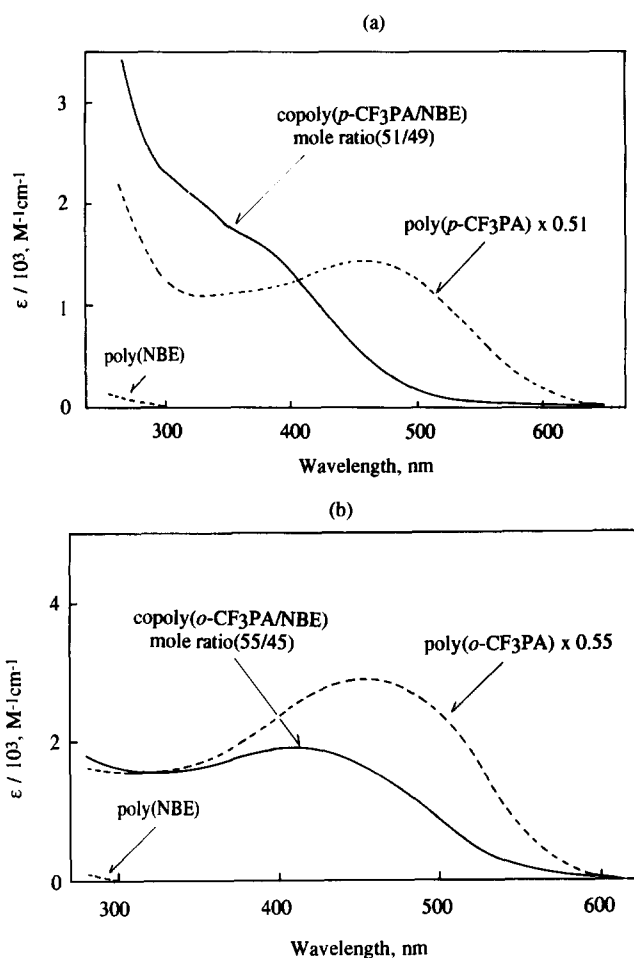 (a)
3
copoly(p-CF3PA/NBE)
mole ratio(51/49)
2
poly(p-CF3PA) x 0.51
ε / 10³, M⁻¹cm⁻¹
1
poly(NBE)
0
300 400 500 600
Wavelength, nm
(b)
4
copoly(o-CF3PA/NBE)
mole ratio(55/45)
poly(o-CF3PA) x 0.55
ε / 10³, M⁻¹cm⁻¹
2
poly(NBE)
0
300 400 500 600
Wavelength, nm